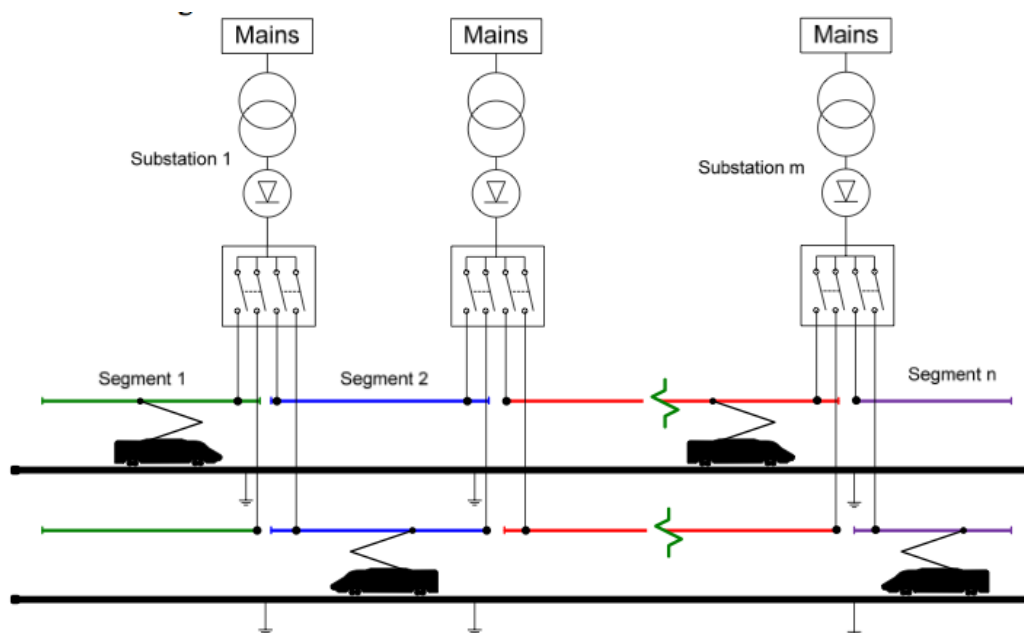 Mains
Mains
Mains
Substation 1
Substation m
Segment 1
Segment 2
Segment n